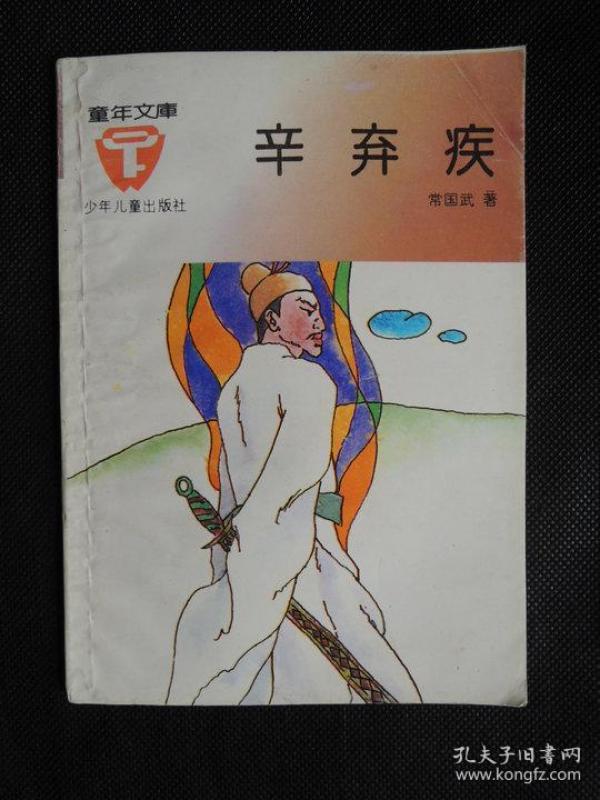 童年文庫
少年儿童出版社
辛弃疾
常国武 著
孔夫子旧书网
www.kongfz.com